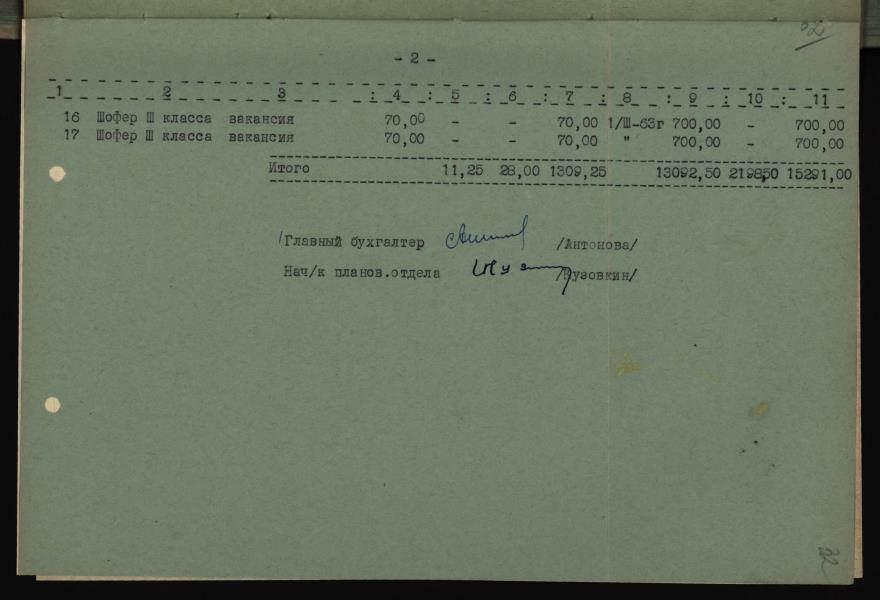 32
- 2 -
1 2 3 : 4 : 5 : 6 : 7 : 8 : 9 : 10 : 11
16 Шофер Ш класса вакансия 70,00 - - 70,00 1/Ш-63г 700,00 - 700,00
17 Шофер Ш класса вакансия 70,00 - - 70,00 " 700,00 - 700,00
Итого 11,25 28,00 1309,25 13092,50 2198,50 15291,00
/Главный бухгалтер /Антонова/
Нач/к планов.отдела /Кузовкин/
32